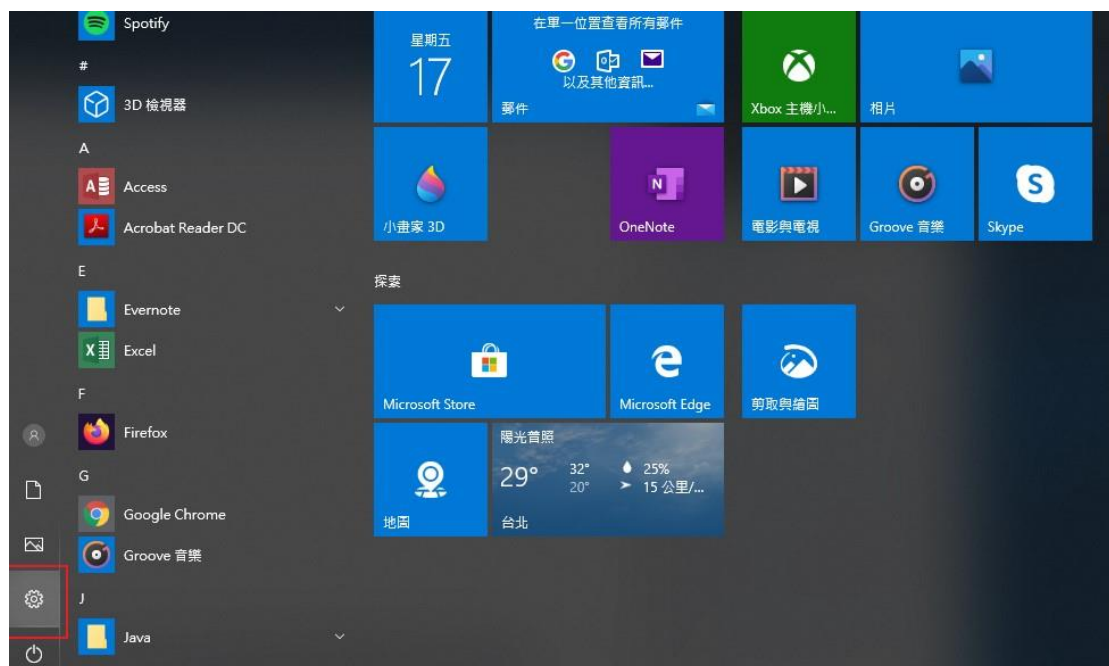 Spotify
#
3D 檢視器
A
Access
Acrobat Reader DC
E
Evernote
Excel
F
Firefox
G
Google Chrome
Groove 音樂
J
Java
星期五
17
在單一位置查看所有郵件
以及其他資訊...
郵件
Xbox 主機小...
相片
小畫家 3D
OneNote
電影與電視
Groove 音樂
Skype
探索
Microsoft Store
Microsoft Edge
剪取與繪圖
地圖
陽光普照
29° 32° 25%
20° 15 公里/...
台北